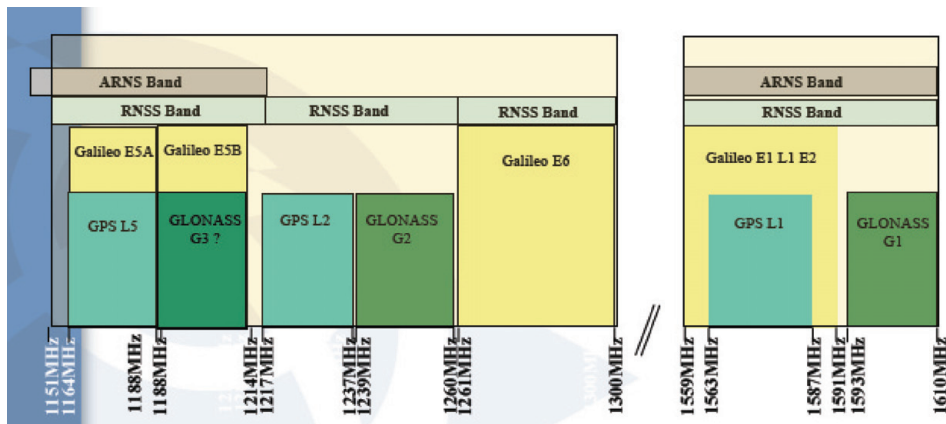 ARNS Band
ARNS Band
RNSS Band
RNSS Band
RNSS Band
RNSS Band
Galileo E5A
Galileo E5B
Galileo E6
Galileo E1 L1 E2
GPS L5
GLONASS
G3 ?
GPS L2
GLONASS
G2
GPS L1
GLONASS
G1
1151MHz
1164MHz
1188MHz
1188MHz
1214MHz
1217MHz
1237MHz
1239MHz
1260MHz
1261MHz
1300MHz
//
1559MHz
1563MHz
1587MHz
1591MHz
1593MHz
1610MHz